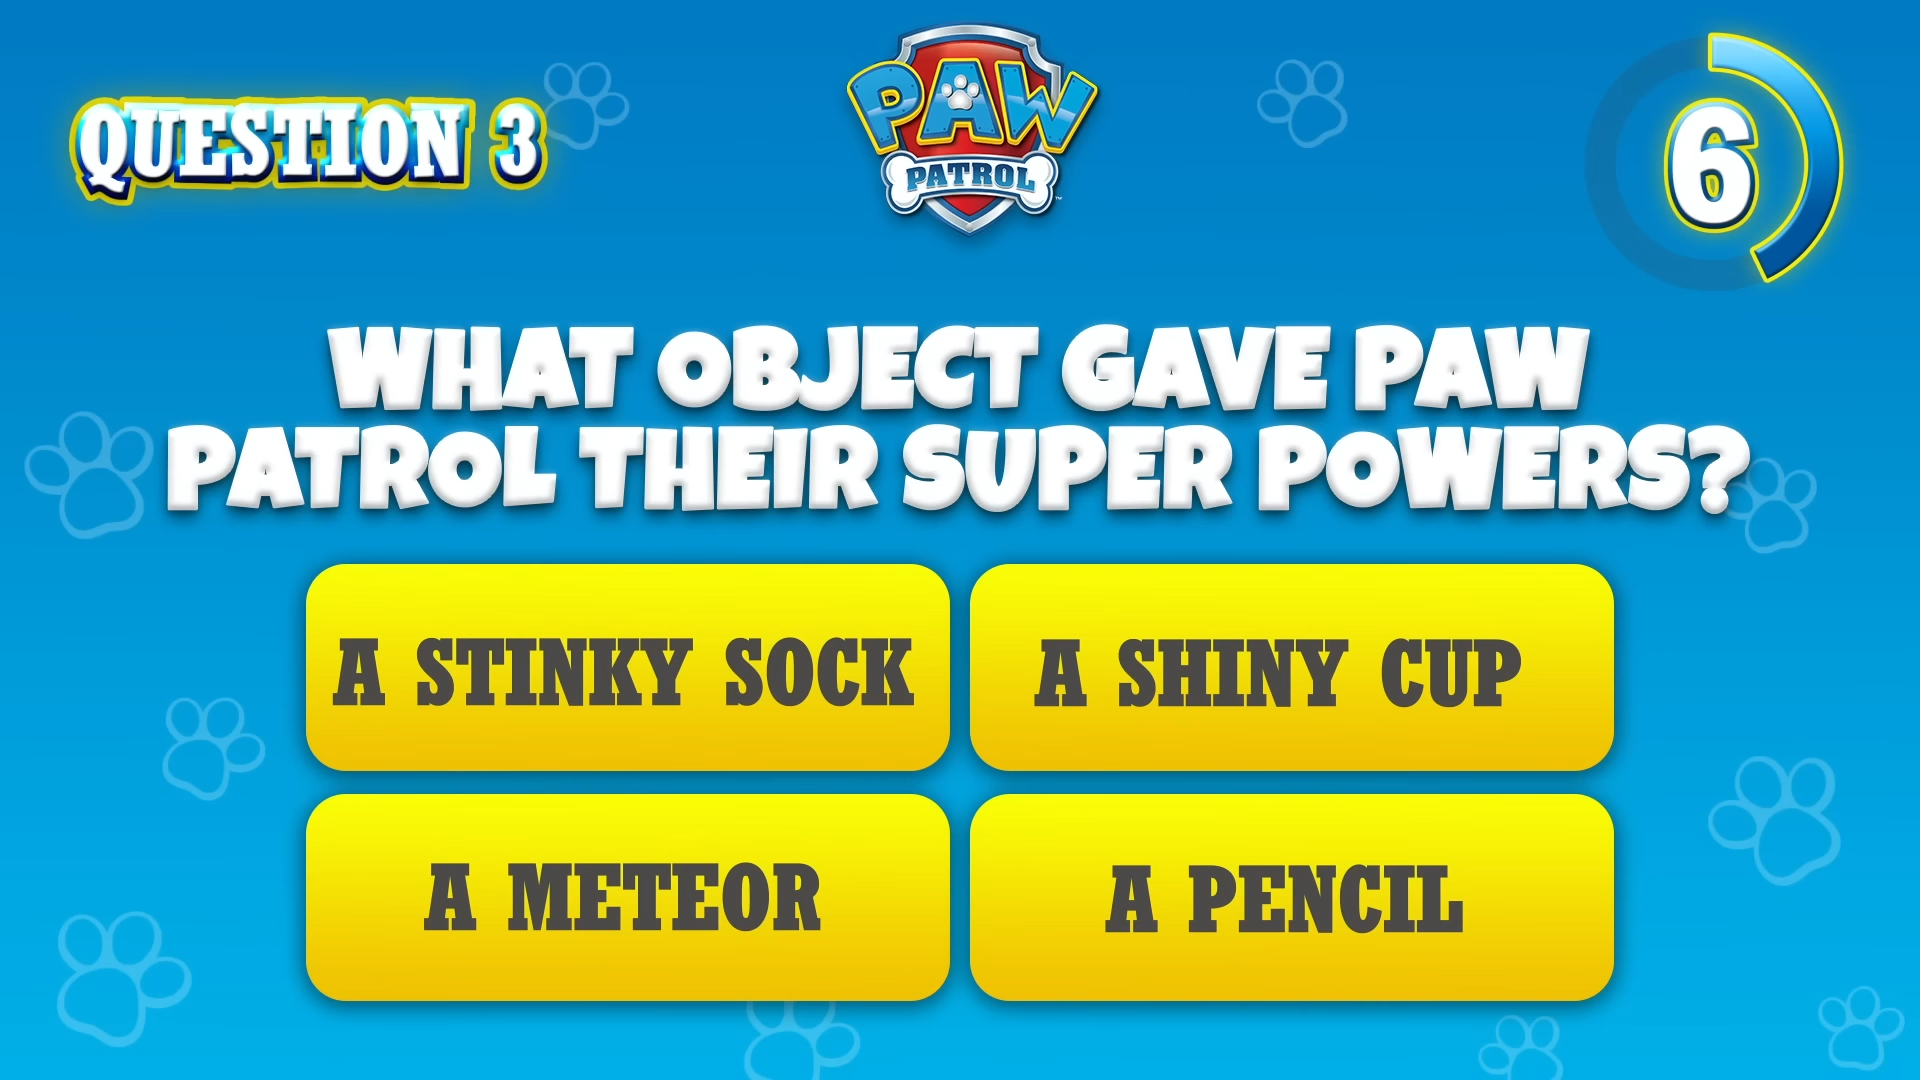 QUESTION 3
PAW
PATROL
6
WHAT OBJECT GAVE PAW
PATROL THEIR SUPER POWERS?
A STINKY SOCK
A SHINY CUP
A METEOR
A PENCIL